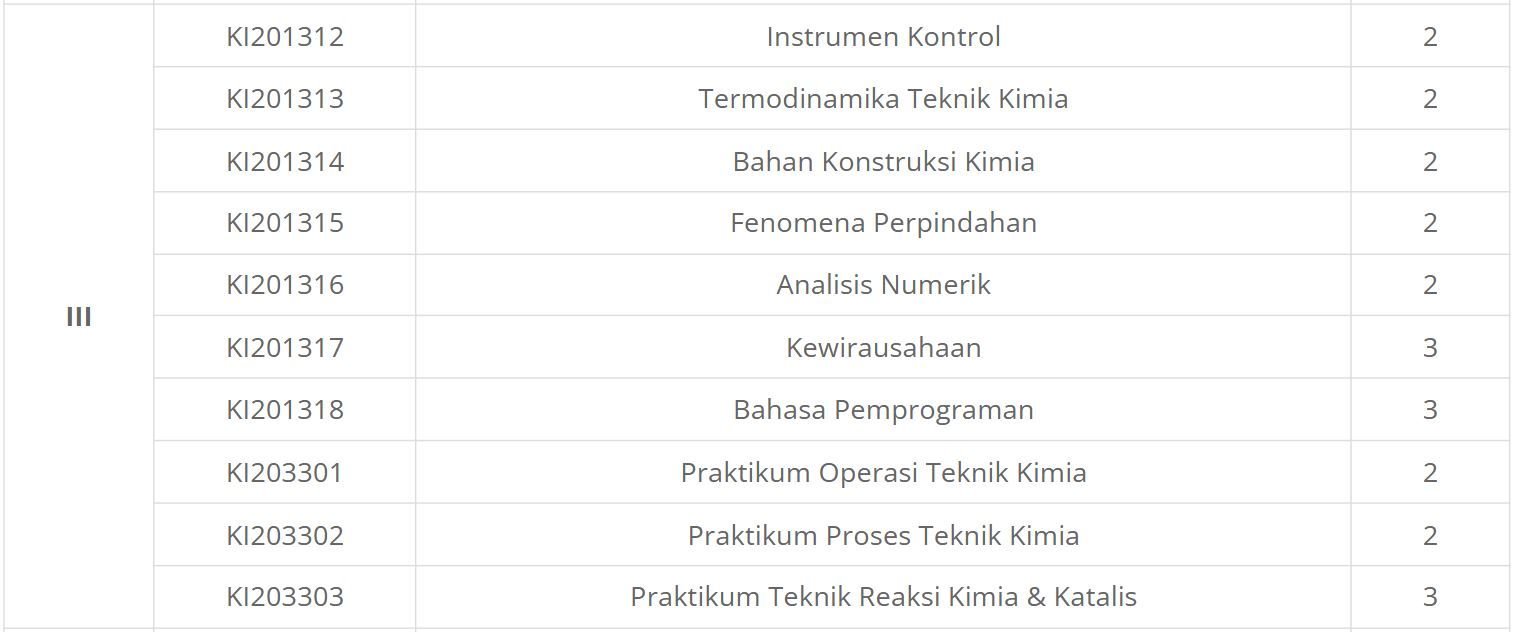 KI201312 Instrumen Kontrol 2
KI201313 Termodinamika Teknik Kimia 2
KI201314 Bahan Konstruksi Kimia 2
KI201315 Fenomena Perpindahan 2
III KI201316 Analisis Numerik 2
KI201317 Kewirausahaan 3
KI201318 Bahasa Pemprograman 3
KI203301 Praktikum Operasi Teknik Kimia 2
KI203302 Praktikum Proses Teknik Kimia 2
KI203303 Praktikum Teknik Reaksi Kimia & Katalis 3